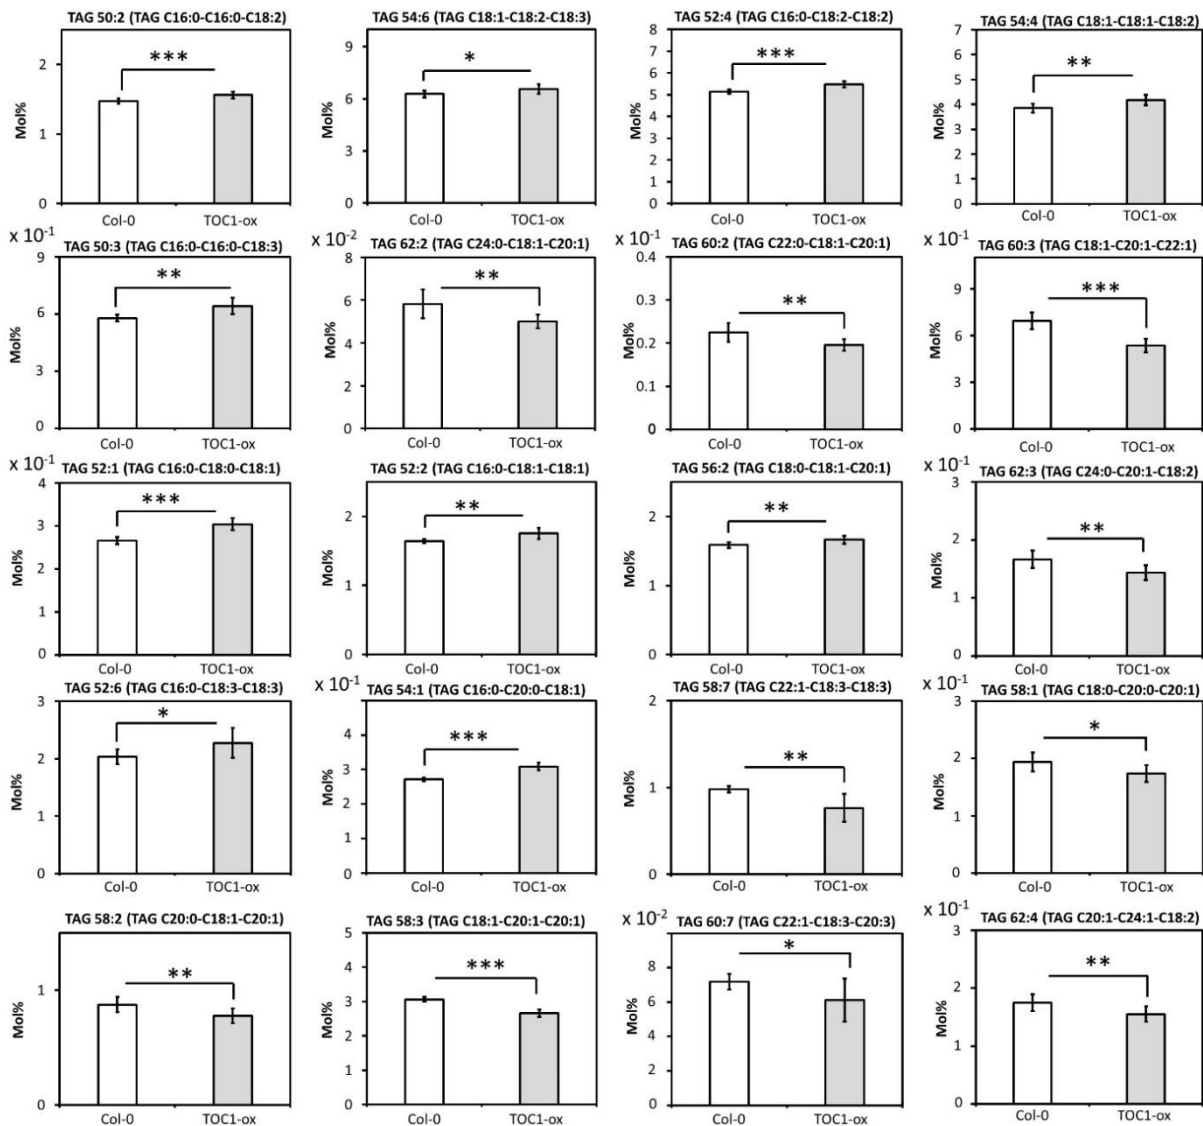 TAG 50:2 (TAG C16:0-C16:0-C18:2)
Mol%
2
1
0
***
Col-0 TOC1-ox
TAG 54:6 (TAG C18:1-C18:2-C18:3)
Mol%
9
6
3
0
*
Col-0 TOC1-ox
TAG 52:4 (TAG C16:0-C18:2-C18:2)
Mol%
8
7
6
5
4
3
2
1
0
***
Col-0 TOC1-ox
TAG 54:4 (TAG C18:1-C18:1-C18:2)
Mol%
7
6
5
4
3
2
1
0
**
Col-0 TOC1-ox
x 10-1
TAG 50:3 (TAG C16:0-C16:0-C18:3)
Mol%
9
6
3
0
**
Col-0 TOC1-ox
x 10-2
TAG 62:2 (TAG C24:0-C18:1-C20:1)
Mol%
8
6
4
2
0
**
Col-0 TOC1-ox
TAG 60:2 (TAG C22:0-C18:1-C20:1)
Mol%
0.4
0.3
0.2
0.1
0
**
Col-0 TOC1-ox
x 10-1
TAG 60:3 (TAG C18:1-C20:1-C22:1)
Mol%
9
6
3
0
***
Col-0 TOC1-ox
x 10-1
TAG 52:1 (TAG C16:0-C18:0-C18:1)
Mol%
4
3
2
1
0
***
Col-0 TOC1-ox
TAG 52:2 (TAG C16:0-C18:1-C18:1)
Mol%
2
1
0
**
Col-0 TOC1-ox
TAG 56:2 (TAG C18:0-C18:1-C20:1)
Mol%
2
1
0
**
Col-0 TOC1-ox
x 10-1
TAG 62:3 (TAG C24:0-C20:1-C18:2)
Mol%
3
2
1
0
**
Col-0 TOC1-ox
TAG 52:6 (TAG C16:0-C18:3-C18:3)
Mol%
3
2
1
0
*
Col-0 TOC1-ox
x 10-1
TAG 54:1 (TAG C16:0-C20:0-C18:1)
Mol%
5
4
3
2
1
0
***
Col-0 TOC1-ox
TAG 58:7 (TAG C22:1-C18:3-C18:3)
Mol%
2
1
0
**
Col-0 TOC1-ox
x 10-1
TAG 58:1 (TAG C18:0-C20:0-C20:1)
Mol%
3
2
1
0
*
Col-0 TOC1-ox
TAG 58:2 (TAG C20:0-C18:1-C20:1)
Mol%
1
0
**
Col-0 TOC1-ox
TAG 58:3 (TAG C18:1-C20:1-C20:1)
Mol%
5
4
3
2
1
0
***
Col-0 TOC1-ox
x 10-2
TAG 60:7 (TAG C22:1-C18:3-C20:3)
Mol%
8
6
4
2
0
*
Col-0 TOC1-ox
x 10-1
TAG 62:4 (TAG C20:1-C24:1-C18:2)
Mol%
3
2
1
0
**
Col-0 TOC1-ox